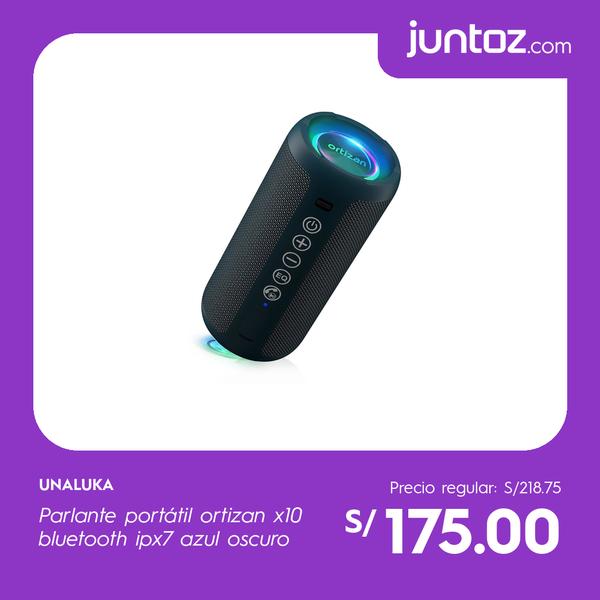 juntoz.com
ortizan
EQ
UNALUKA
Parlante portátil ortizan x10
bluetooth ipx7 azul oscuro
Precio regular: S/218.75
S/175.00